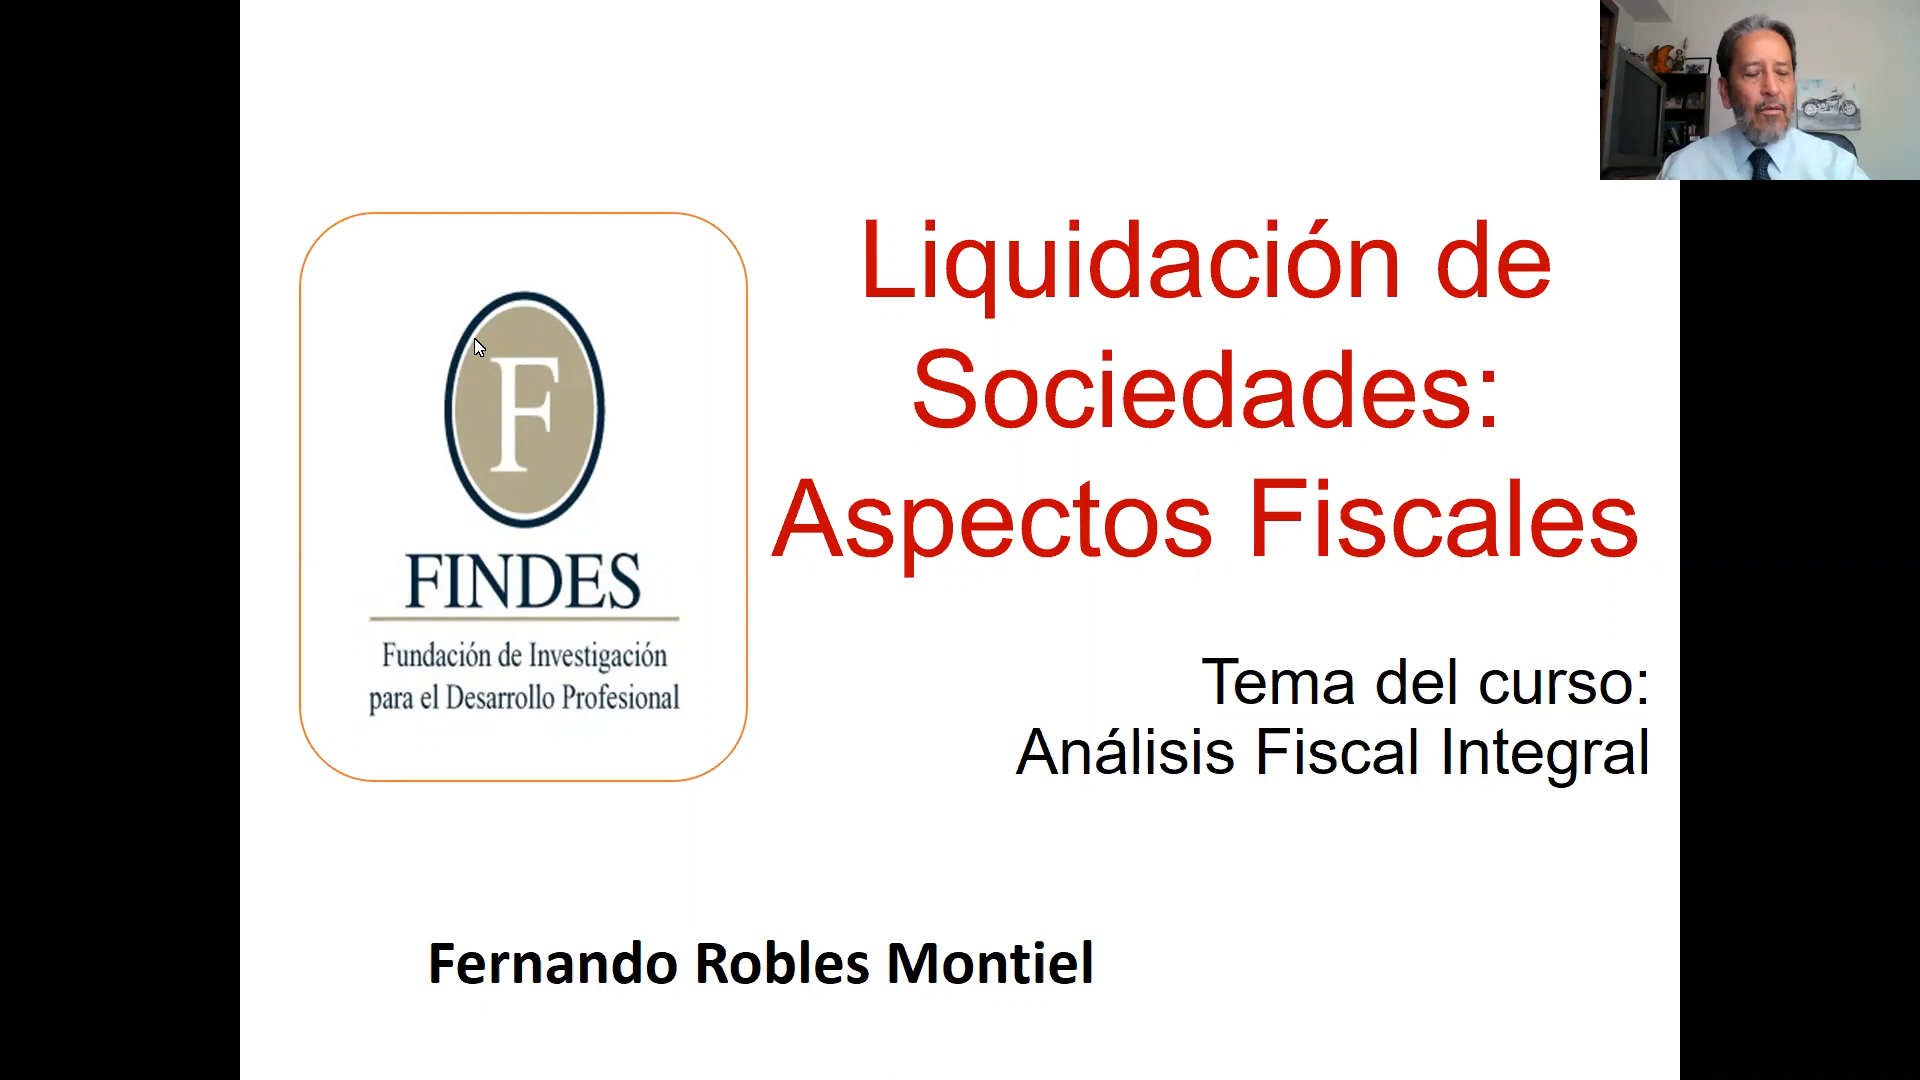 Liquidación de
Sociedades:
Aspectos Fiscales
F
FINDES
Fundación de Investigación
para el Desarrollo Profesional
Tema del curso:
Análisis Fiscal Integral
Fernando Robles Montiel